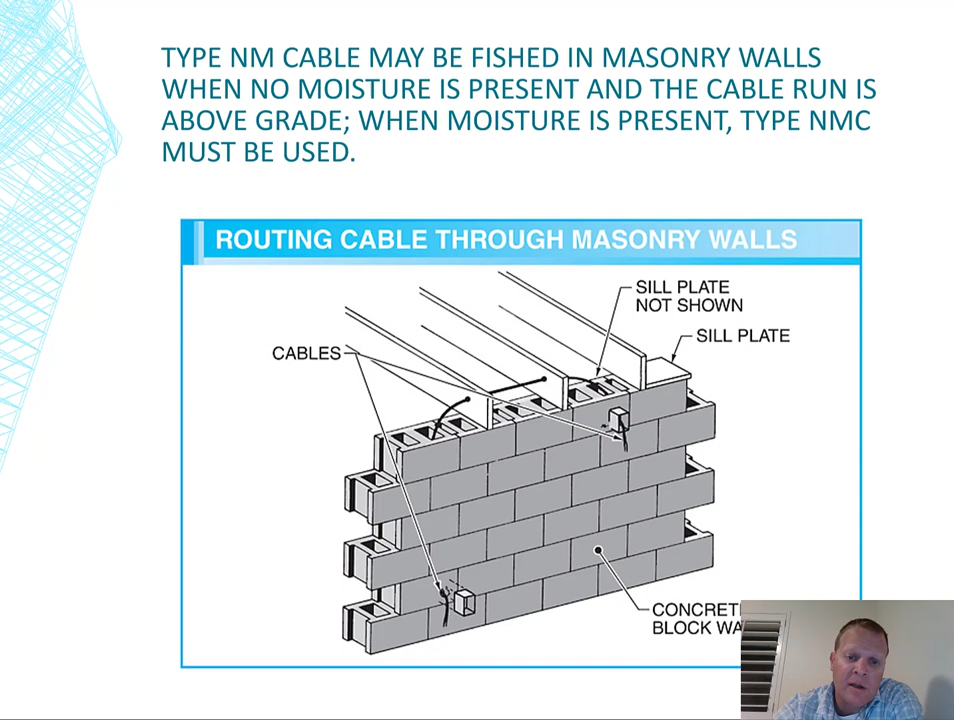 TYPE NM CABLE MAY BE FISHED IN MASONRY WALLS
WHEN NO MOISTURE IS PRESENT AND THE CABLE RUN IS
ABOVE GRADE; WHEN MOISTURE IS PRESENT, TYPE NMC
MUST BE USED.
ROUTING CABLE THROUGH MASONRY WALLS
SILL PLATE
NOT SHOWN
SILL PLATE
CABLES
CONCRETE
BLOCK WA